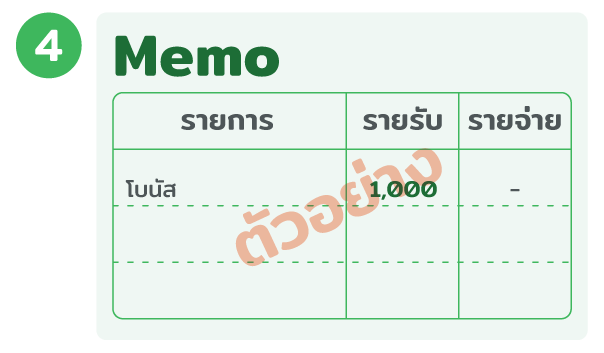 4
Memo
รายการ รายรับ รายจ่าย
โบนัส 1,000 -
ตัวอย่าง